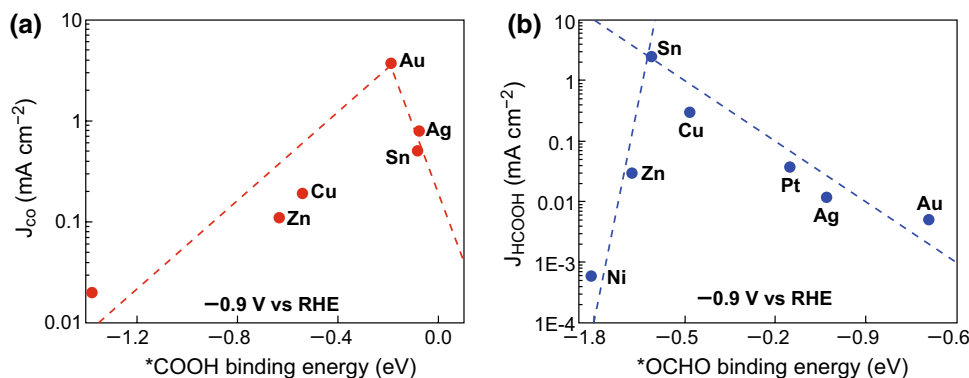 (a)
10
1
0.1
0.01
J_CO (mA cm⁻²)
Au
Ag
Sn
Cu
Zn
−0.9 V vs RHE
−1.2
−0.8
−0.4
0.0
*COOH binding energy (eV)
(b)
10
1
0.1
0.01
1E−3
1E−4
J_HCOOH (mA cm⁻²)
Sn
Cu
Zn
Pt
Ag
Au
Ni
−0.9 V vs RHE
−1.8
−0.5
−1.2
−0.9
−0.6
*OCHO binding energy (eV)